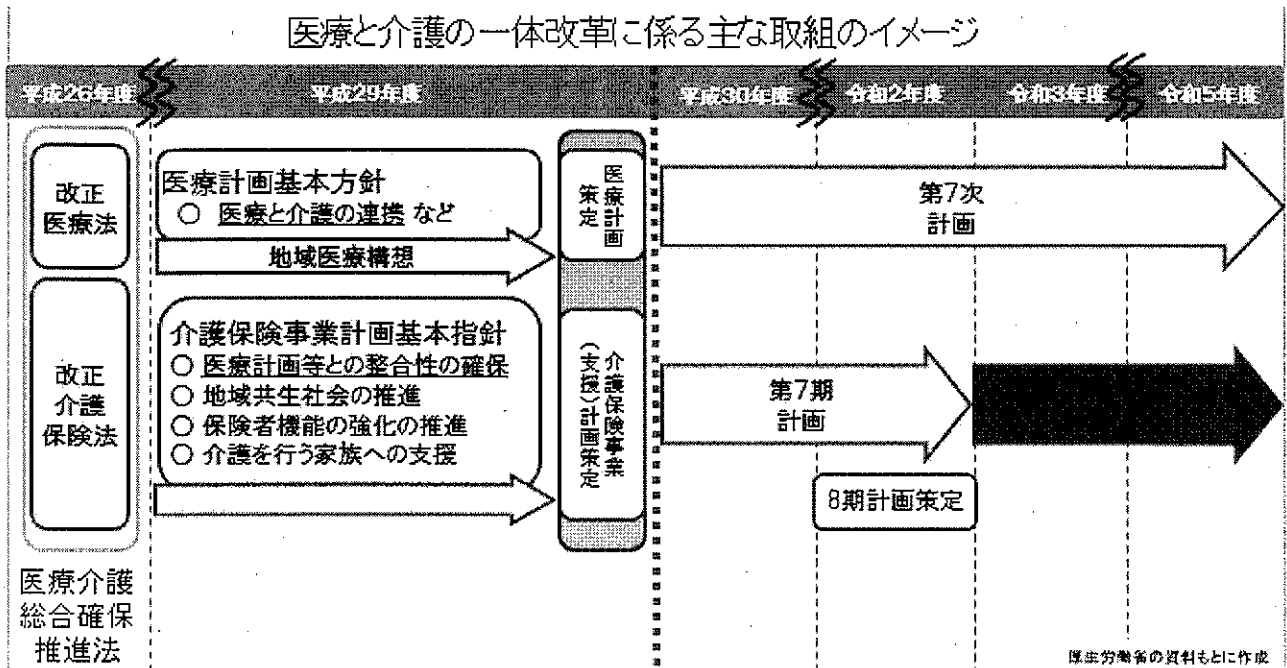 医療と介護の一体改革に係る主な取組のイメージ
平成26年度
平成29年度
平成30年度
令和2年度
令和3年度
令和5年度
改正
医療法
医療計画基本方針
○ 医療と介護の連携 など
地域医療構想
医療計画
策定
第7次
計画
改正
介護
保険法
介護保険事業計画基本指針
○ 医療計画等との整合性の確保
○ 地域共生社会の推進
○ 保険者機能の強化の推進
○ 介護を行う家族への支援
介護保険事業
(支援)計画策定
第7期
計画
8期計画策定
医療介護
総合確保
推進法
厚生労働省の資料もとに作成